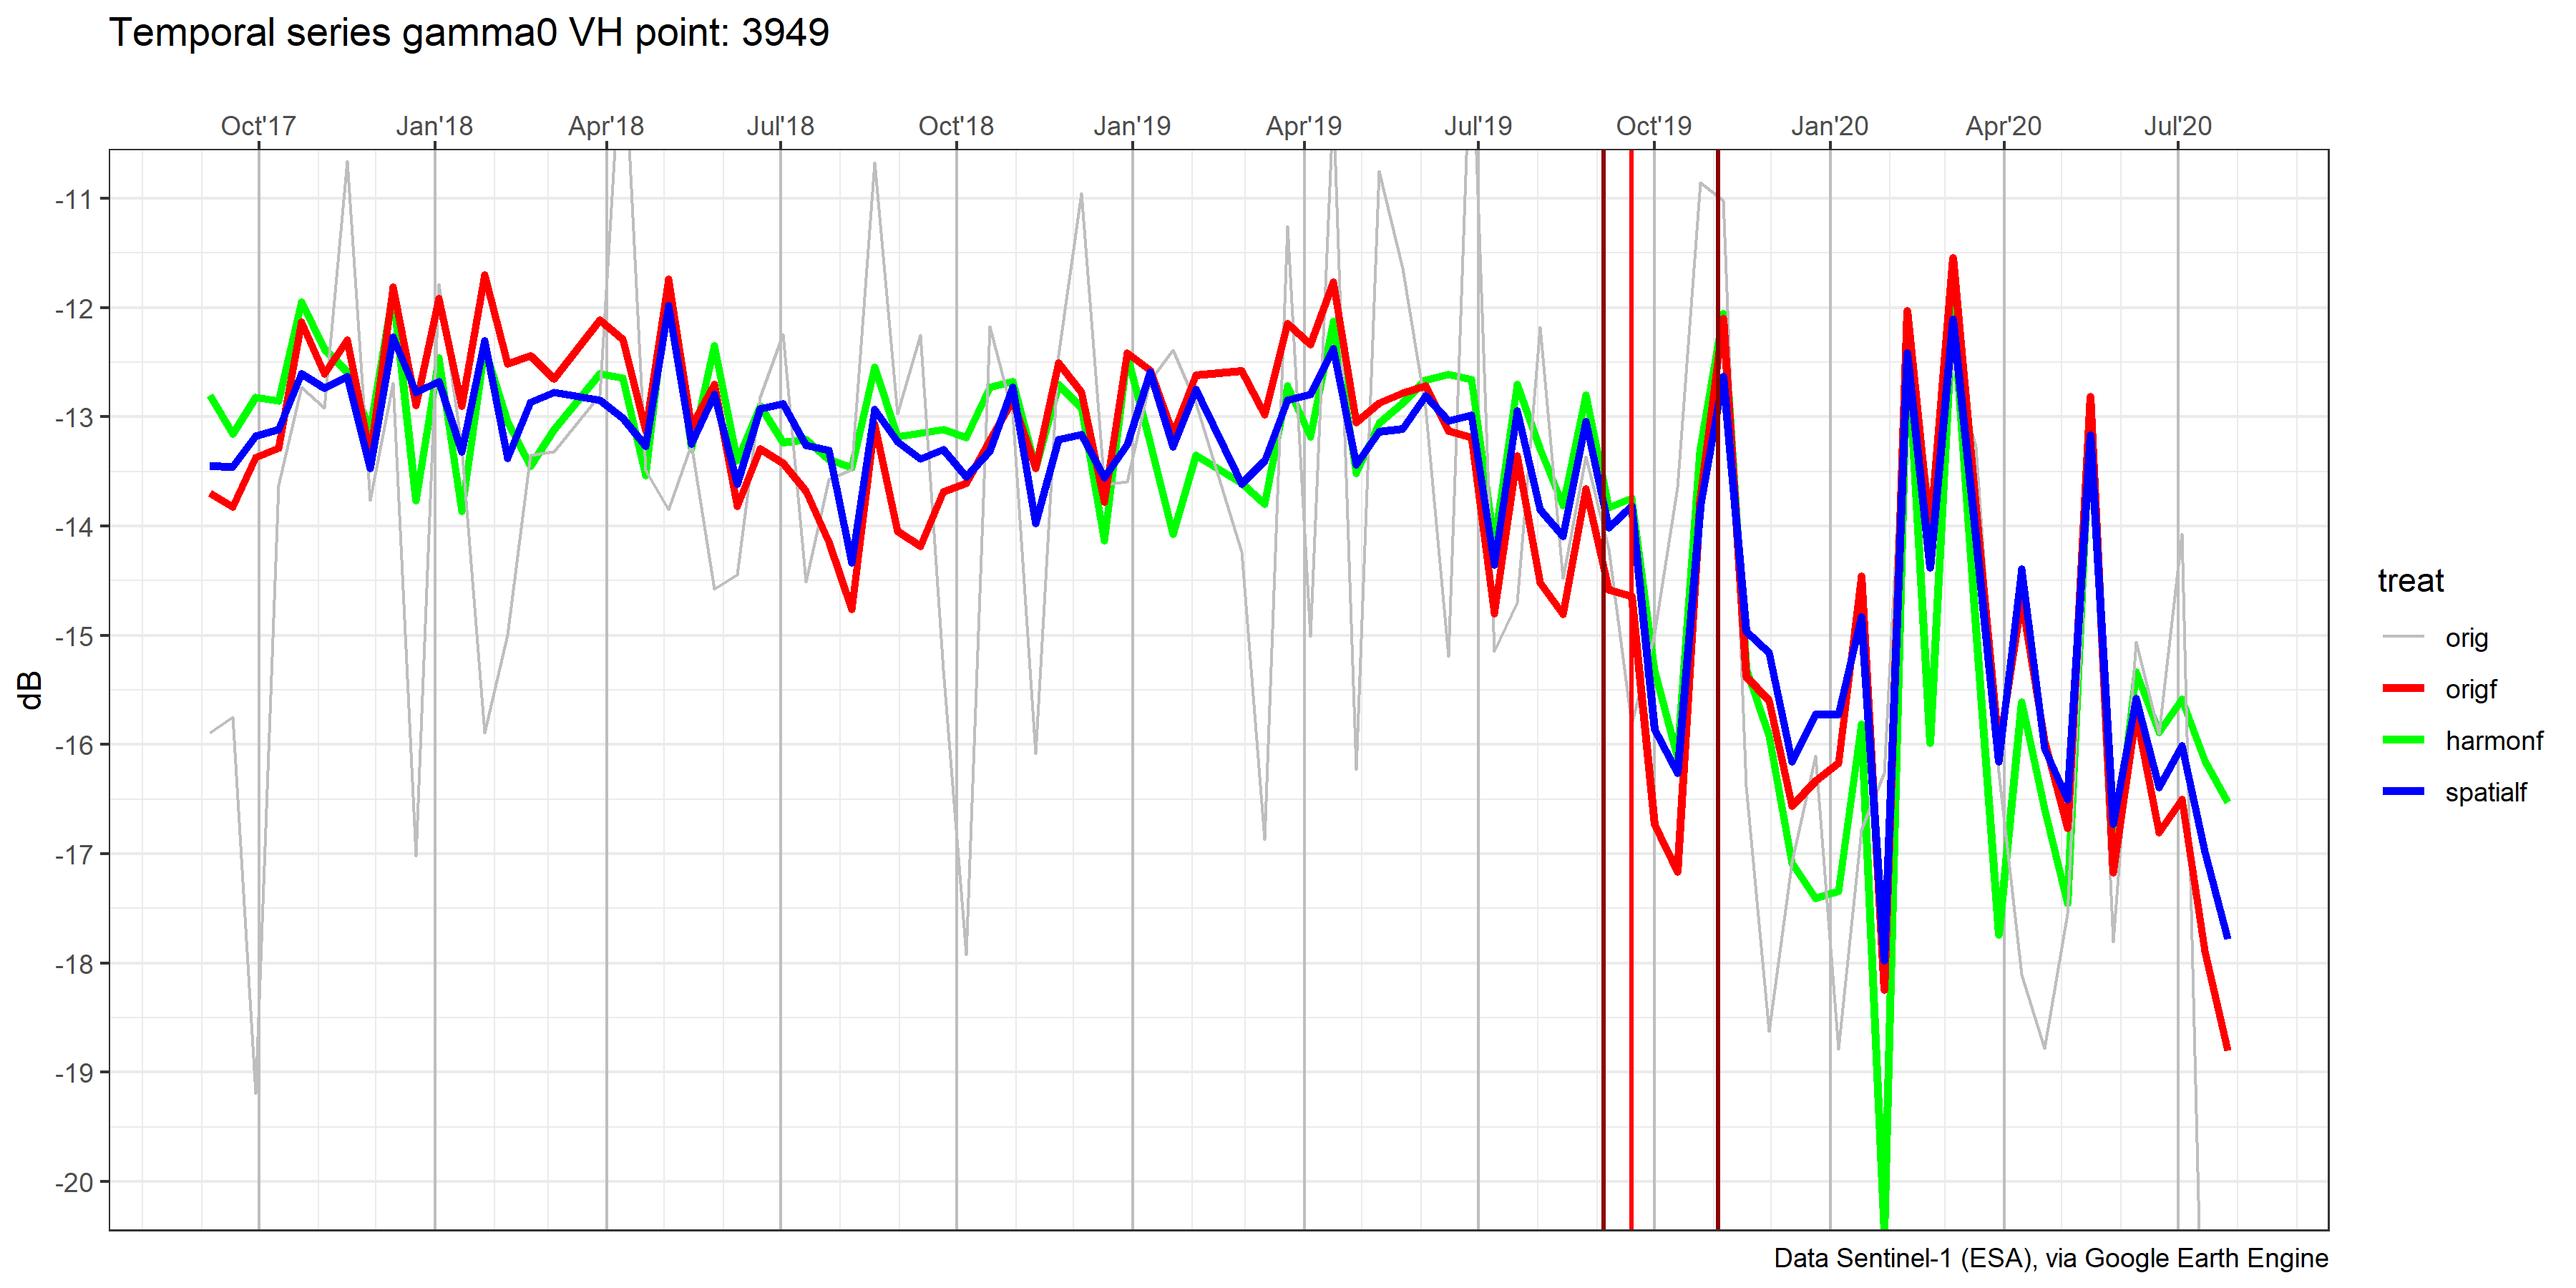 Temporal series gamma0 VH point: 3949
Oct'17 Jan'18 Apr'18 Jul'18 Oct'18 Jan'19 Apr'19 Jul'19 Oct'19 Jan'20 Apr'20 Jul'20
-11
-12
-13
-14
-15
-16
-17
-18
-19
-20
dB
treat
orig
origf
harmonf
spatialf
Data Sentinel-1 (ESA), via Google Earth Engine